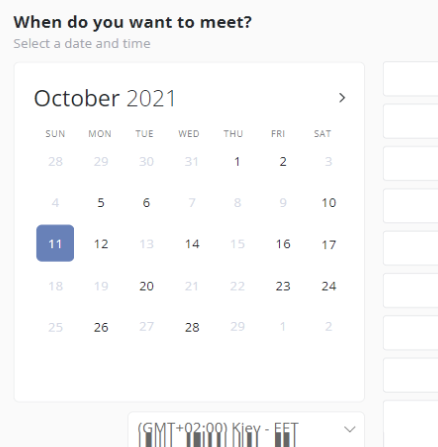 When do you want to meet?
Select a date and time
October 2021
SUN MON TUE WED THU FRI SAT
28 29 30 31 1 2 3
4 5 6 7 8 9 10
11 12 13 14 15 16 17
18 19 20 21 22 23 24
25 26 27 28 29 1 2
(GMT+02:00) Kiev - EET